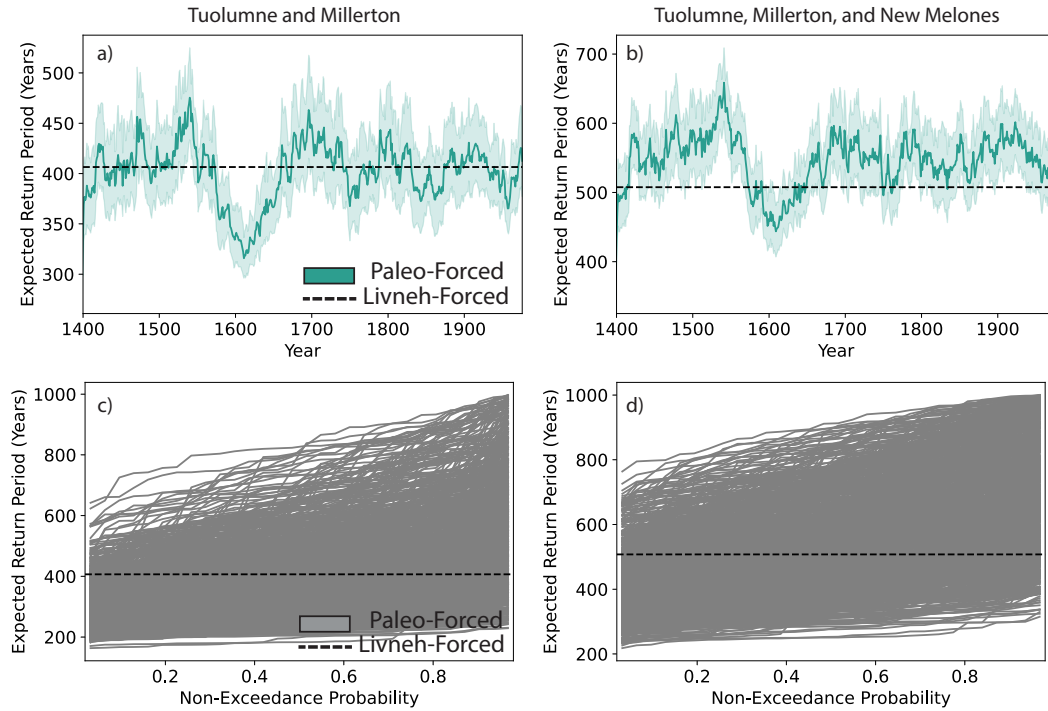 Tuolumne and Millerton
Tuolumne, Millerton, and New Melones
a)
Expected Return Period (Years)
500
450
400
350
300
Paleo-Forced
Livneh-Forced
1400 1500 1600 1700 1800 1900
Year
b)
Expected Return Period (Years)
700
600
500
400
1400 1500 1600 1700 1800 1900
Year
c)
Expected Return Period (Years)
1000
800
600
400
200
Paleo-Forced
Livneh-Forced
0.2 0.4 0.6 0.8
Non-Exceedance Probability
d)
Expected Return Period (Years)
1000
800
600
400
200
0.2 0.4 0.6 0.8
Non-Exceedance Probability